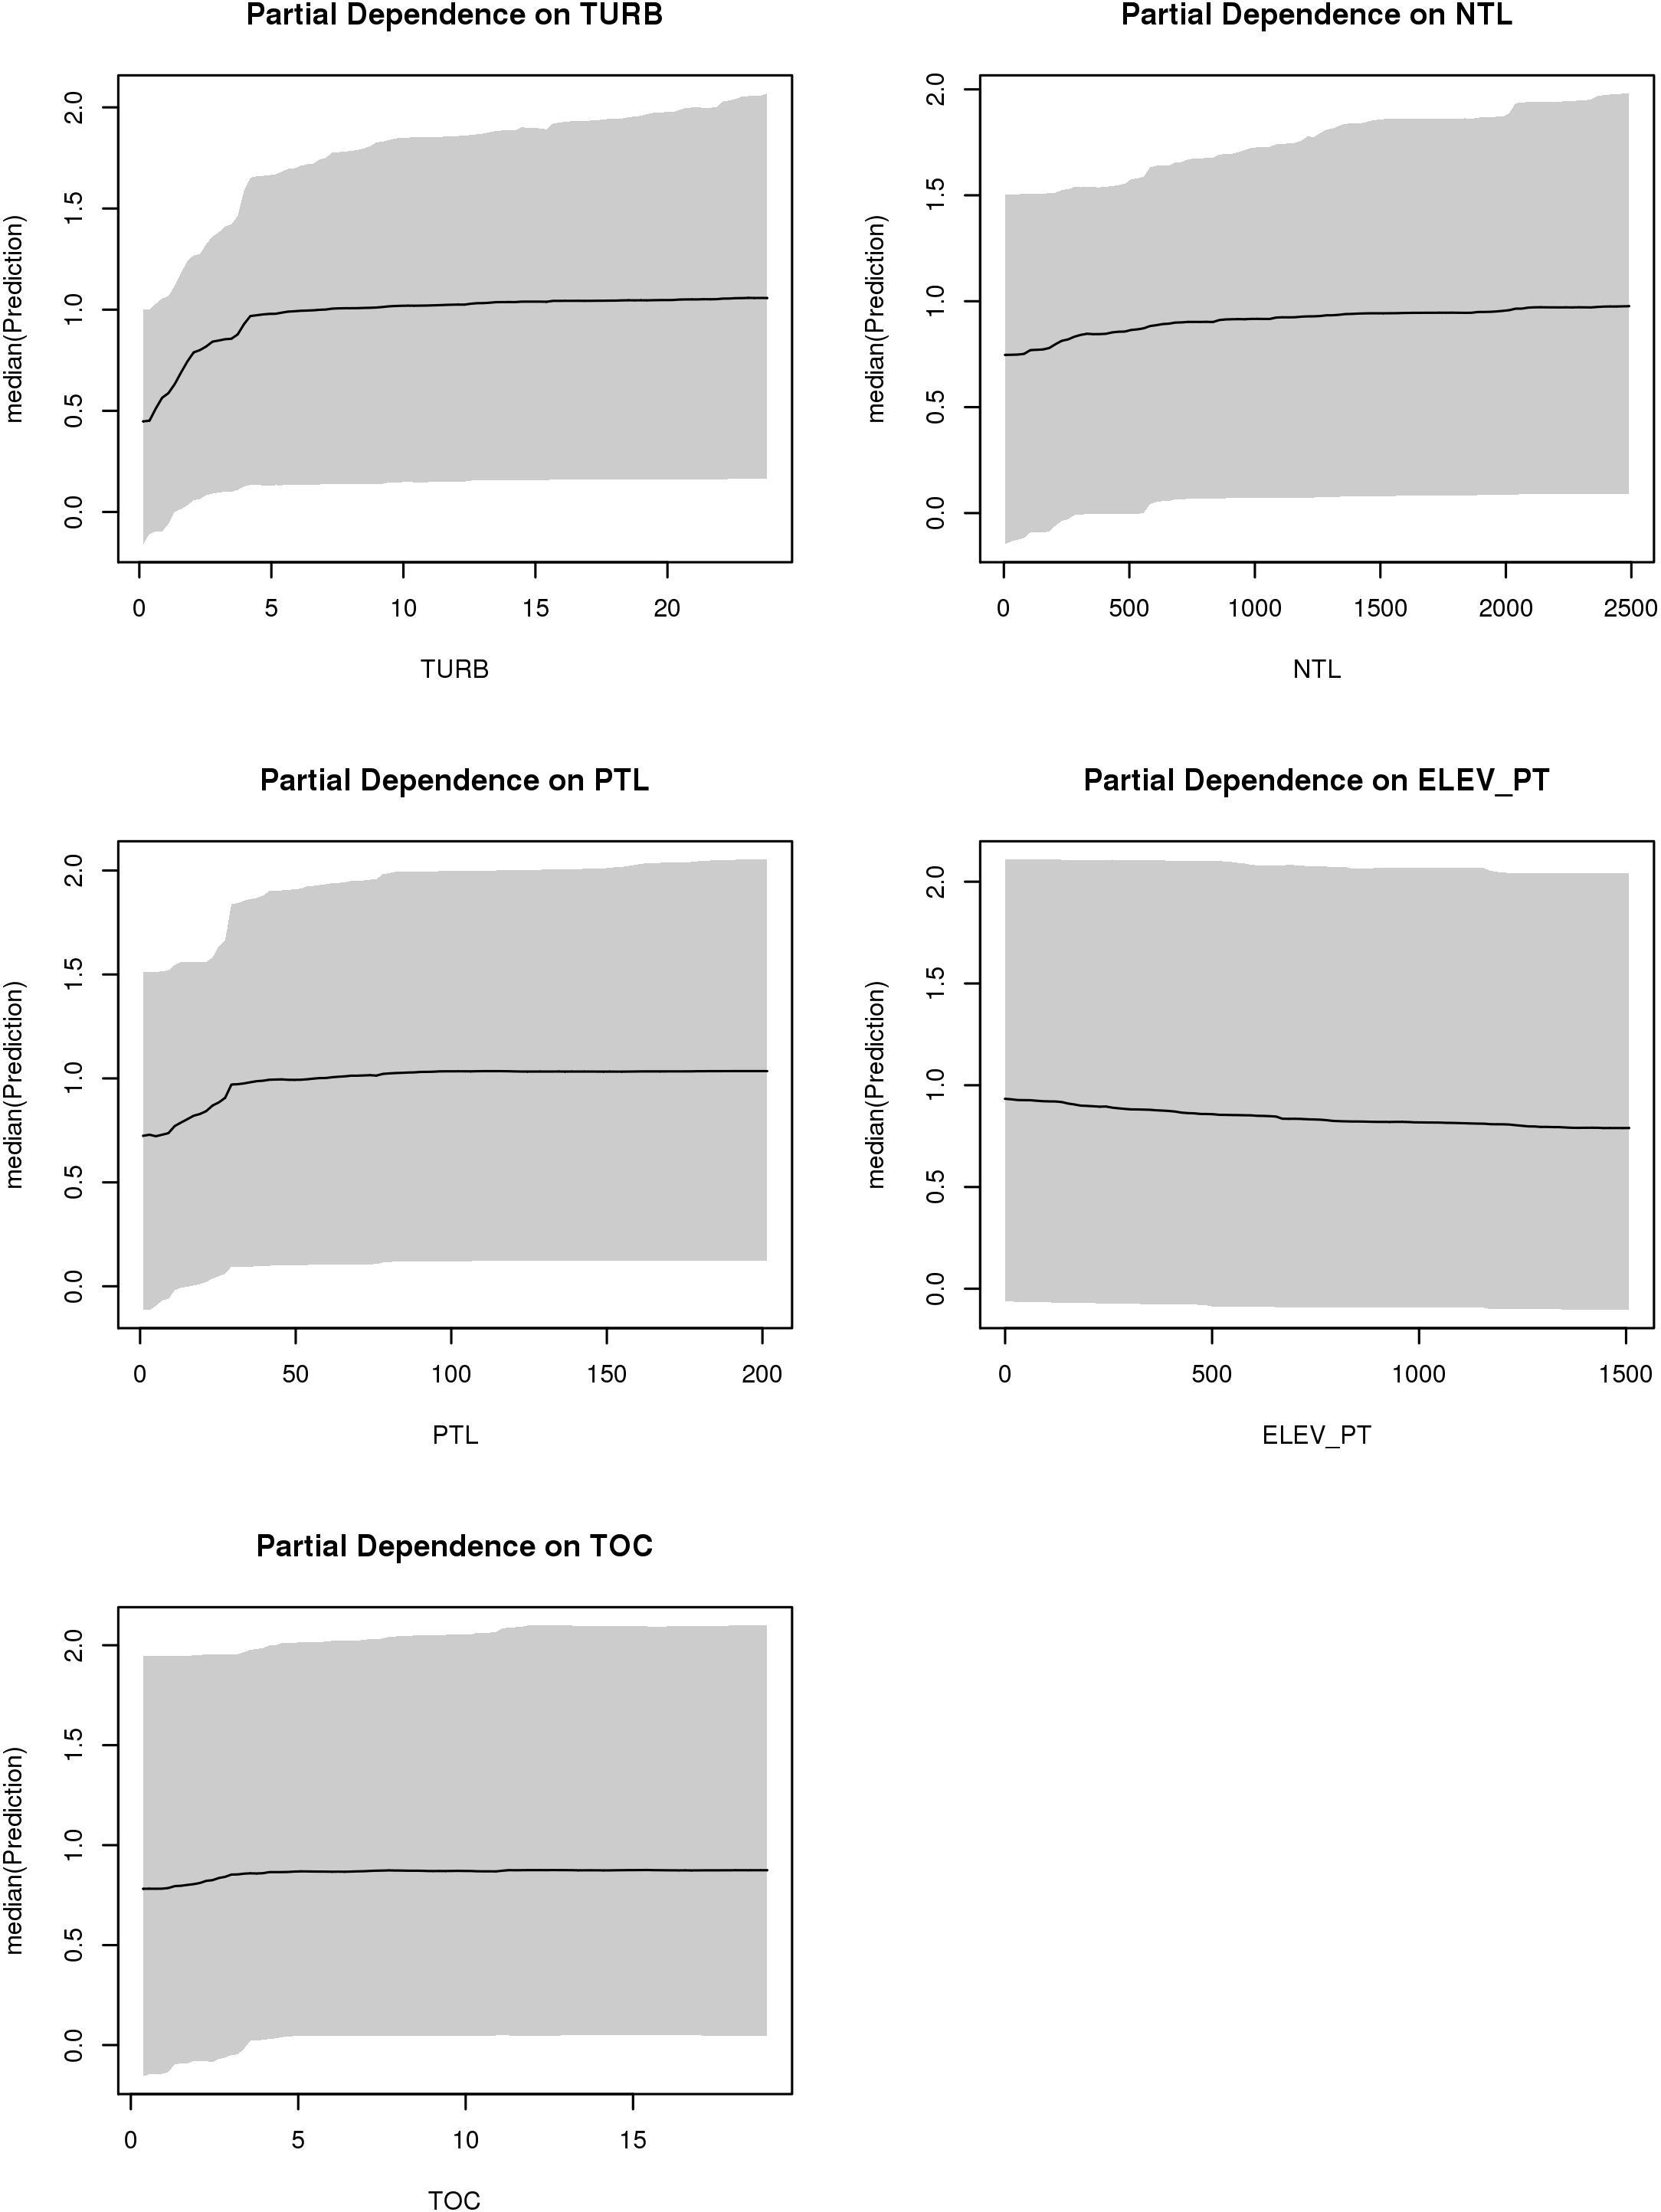 Partial Dependence on TURB
median(Prediction)
0.0 0.5 1.0 1.5 2.0
0 5 10 15 20
TURB
Partial Dependence on NTL
median(Prediction)
0.0 0.5 1.0 1.5 2.0
0 500 1000 1500 2000 2500
NTL
Partial Dependence on PTL
median(Prediction)
0.0 0.5 1.0 1.5 2.0
0 50 100 150 200
PTL
Partial Dependence on ELEV_PT
median(Prediction)
0.0 0.5 1.0 1.5 2.0
0 500 1000 1500
ELEV_PT
Partial Dependence on TOC
median(Prediction)
0.0 0.5 1.0 1.5 2.0
0 5 10 15
TOC